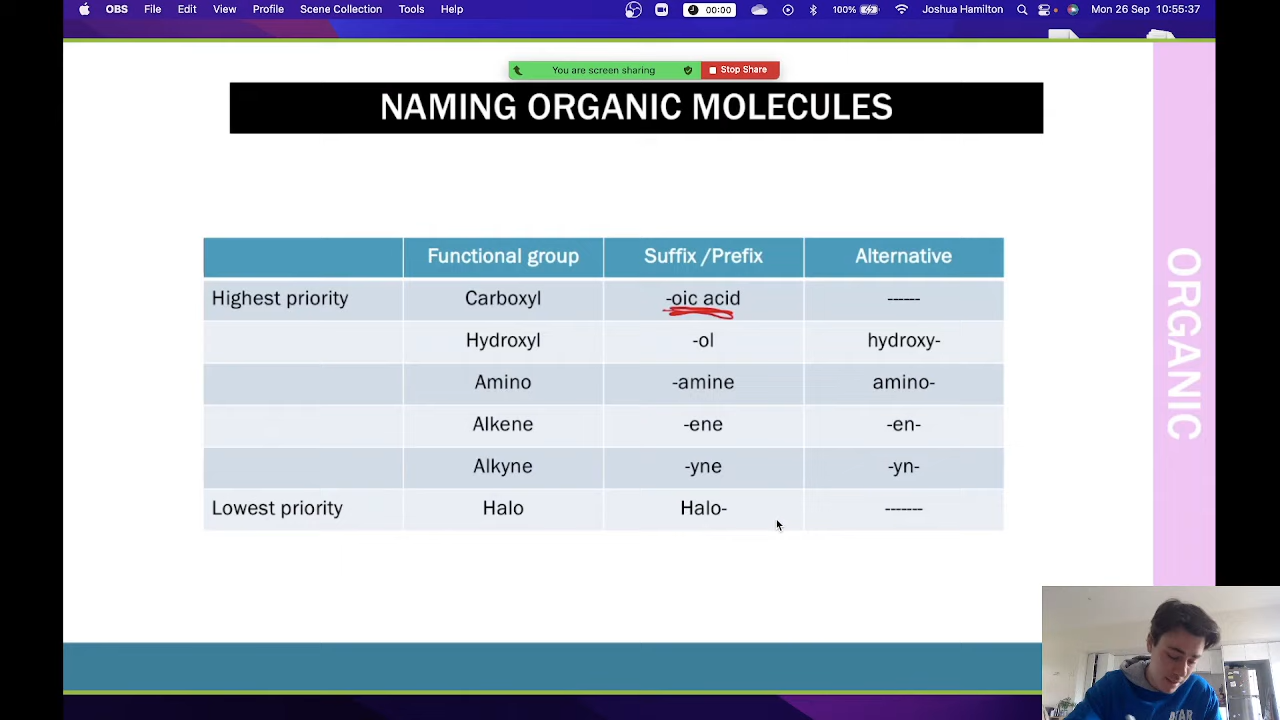 OBS File Edit View Profile Scene Collection Tools Help 00:00 100% Joshua Hamilton Mon 26 Sep 10:55:37
You are screen sharing Stop Share
NAMING ORGANIC MOLECULES
Functional group Suffix /Prefix Alternative
Highest priority Carboxyl -oic acid ------
Hydroxyl -ol hydroxy-
Amino -amine amino-
Alkene -ene -en-
Alkyne -yne -yn-
Lowest priority Halo Halo- -------
ORGANIC